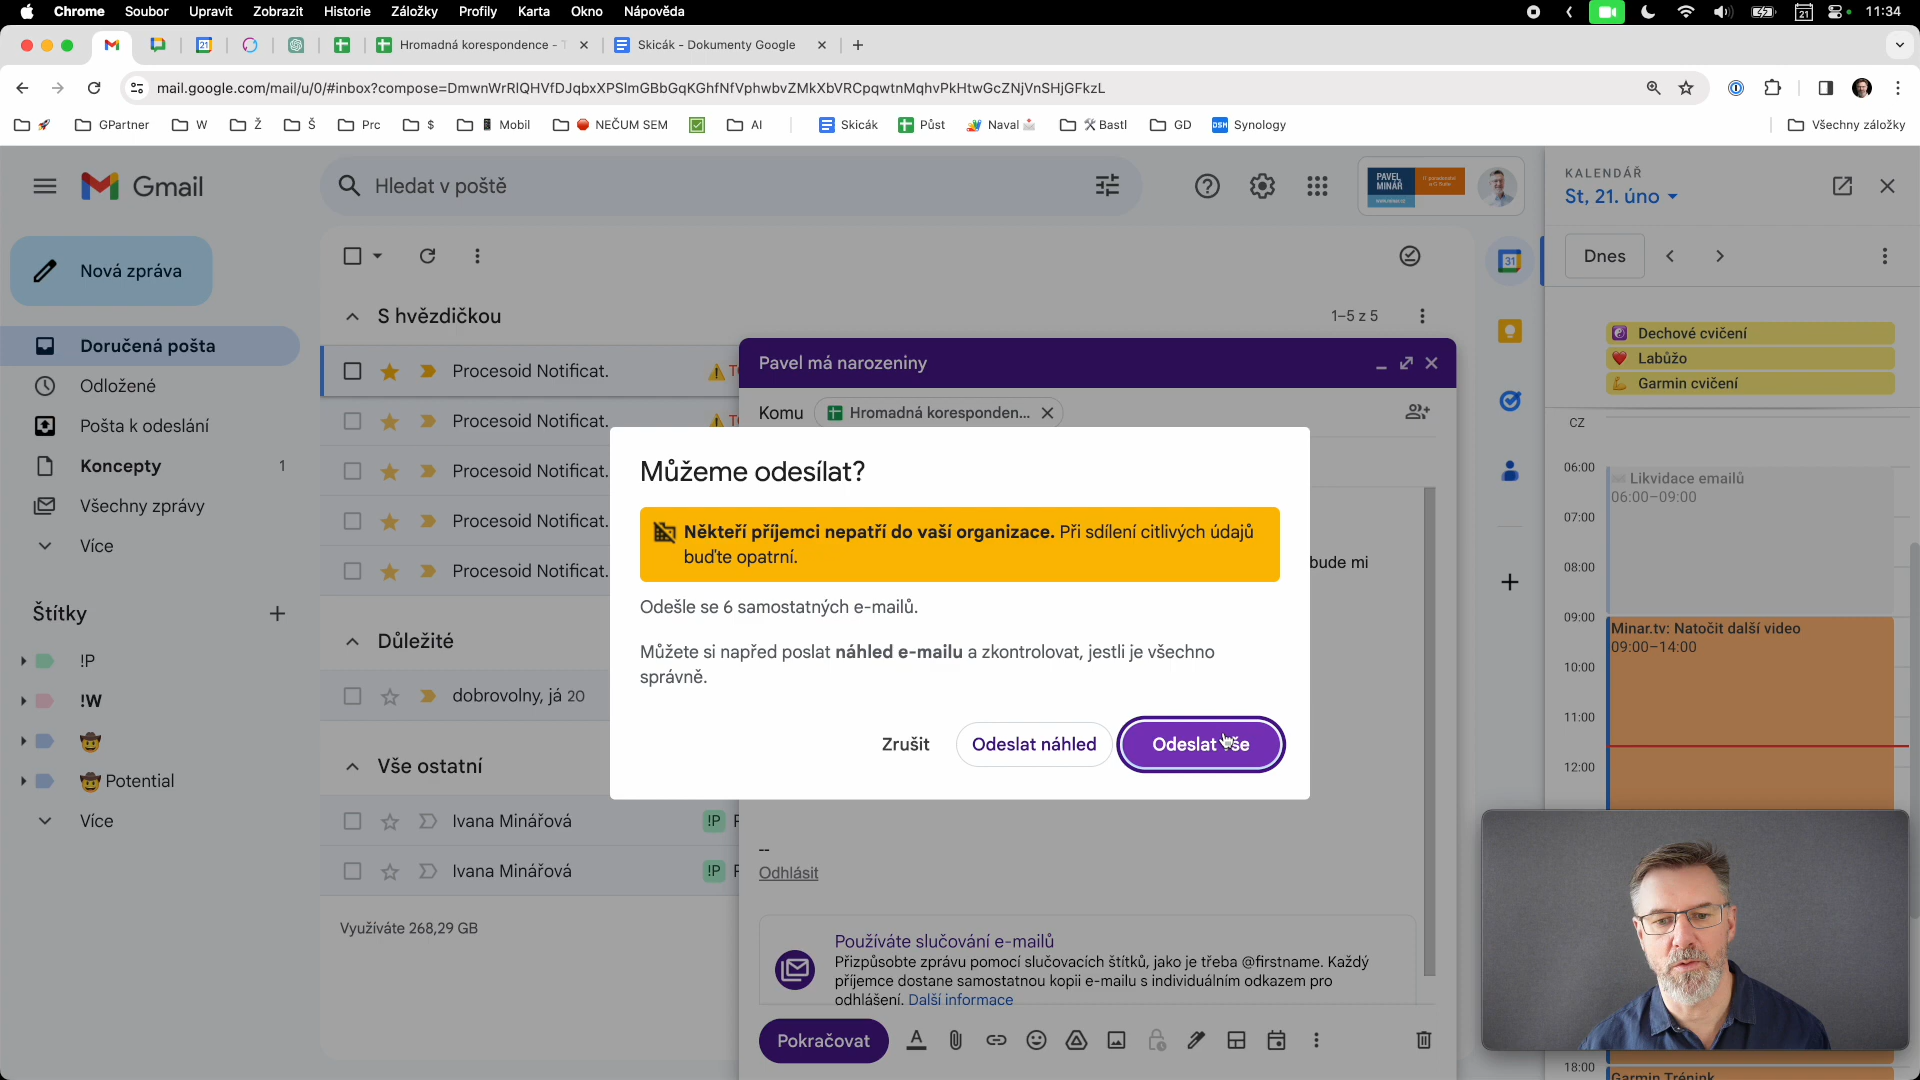 Chrome Soubor Upravit Zobrazit Historie Záložky Profily Karta Okno Nápověda 21 11:34
Hromadná korespondence - Skicák - Dokumenty Google
mail.google.com/mail/u/0/#inbox?compose=DmwnWrRlQHVfDJqbxXPSlmGBbGqKGhfNfVphwbvZMkXbVRCpqwtnMqhvPkHtwGcZNjVnSHjGFkzL
GPartner W Ž Š Prc $ Mobil NEČUM SEM AI Skicák Půst Naval Bastl GD DSM Synology Všechny záložky
Gmail
Hledat v poště
PAVEL MINÁŘ
KALENDÁŘ
St, 21. úno
Nová zpráva
Dnes
Doručená pošta
Odložené
Pošta k odeslání
Koncepty 1
Všechny zprávy
Více
Štítky
!P
!W
Potential
Více
S hvězdičkou 1–5 z 5
Procesoid Notificat.
Procesoid Notificat.
Procesoid Notificat.
Procesoid Notificat.
Procesoid Notificat.
Důležité
dobrovolny, já 20
Vše ostatní
Ivana Minářová !P
Ivana Minářová !P
Využíváte 268,29 GB
Pavel má narozeniny
Komu Hromadná koresponden...
bude mi
Můžeme odesílat?
Někteří příjemci nepatří do vaší organizace. Při sdílení citlivých údajů
buďte opatrní.
Odešle se 6 samostatných e-mailů.
Můžete si napřed poslat náhled e-mailu a zkontrolovat, jestli je všechno
správně.
Zrušit Odeslat náhled Odeslat vše
--
Odhlásit
Používáte slučování e-mailů
Přizpůsobte zprávu pomocí slučovacích štítků, jako je třeba @firstname. Každý
příjemce dostane samostatnou kopii e-mailu s individuálním odkazem pro
odhlášení. Další informace
Pokračovat
31
Dechové cvičení
Labůžo
Garmin cvičení
CZ
06:00
Likvidace emailů
06:00–09:00
07:00
08:00
09:00
Minar.tv: Natočit další video
09:00–14:00
10:00
11:00
12:00
18:00
Garmin Trénink